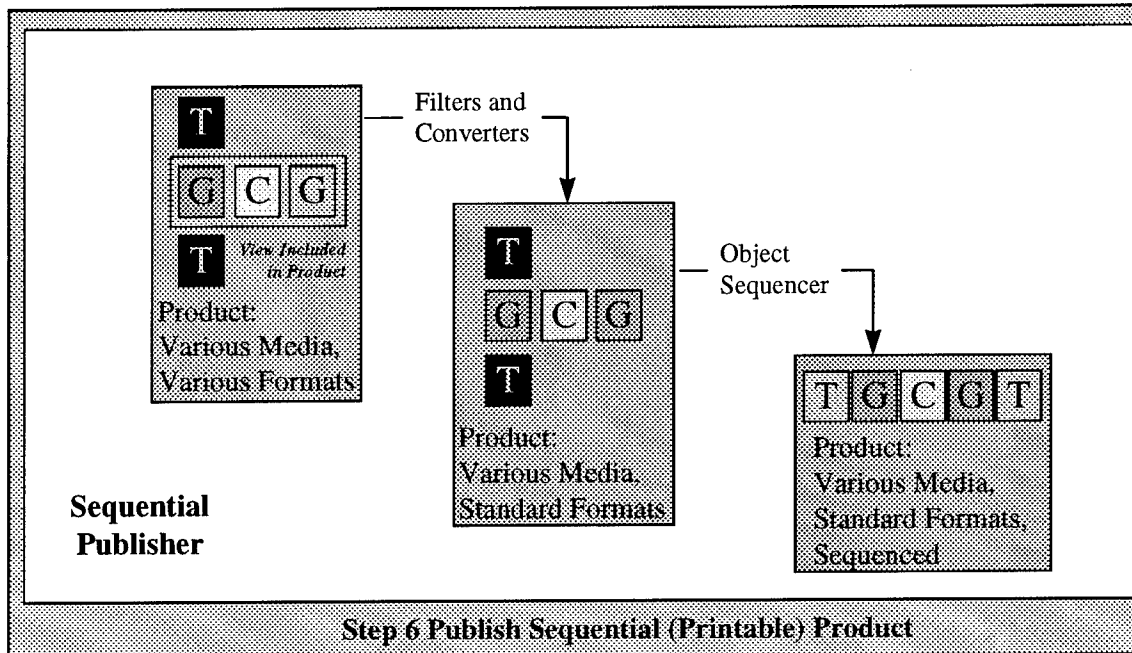 T
G C G
T
View Included
in Product
Product:
Various Media,
Various Formats
Filters and
Converters
T
G C G
T
Product:
Various Media,
Standard Formats
Object
Sequencer
T G C G T
Product:
Various Media,
Standard Formats,
Sequenced
Sequential
Publisher
Step 6 Publish Sequential (Printable) Product